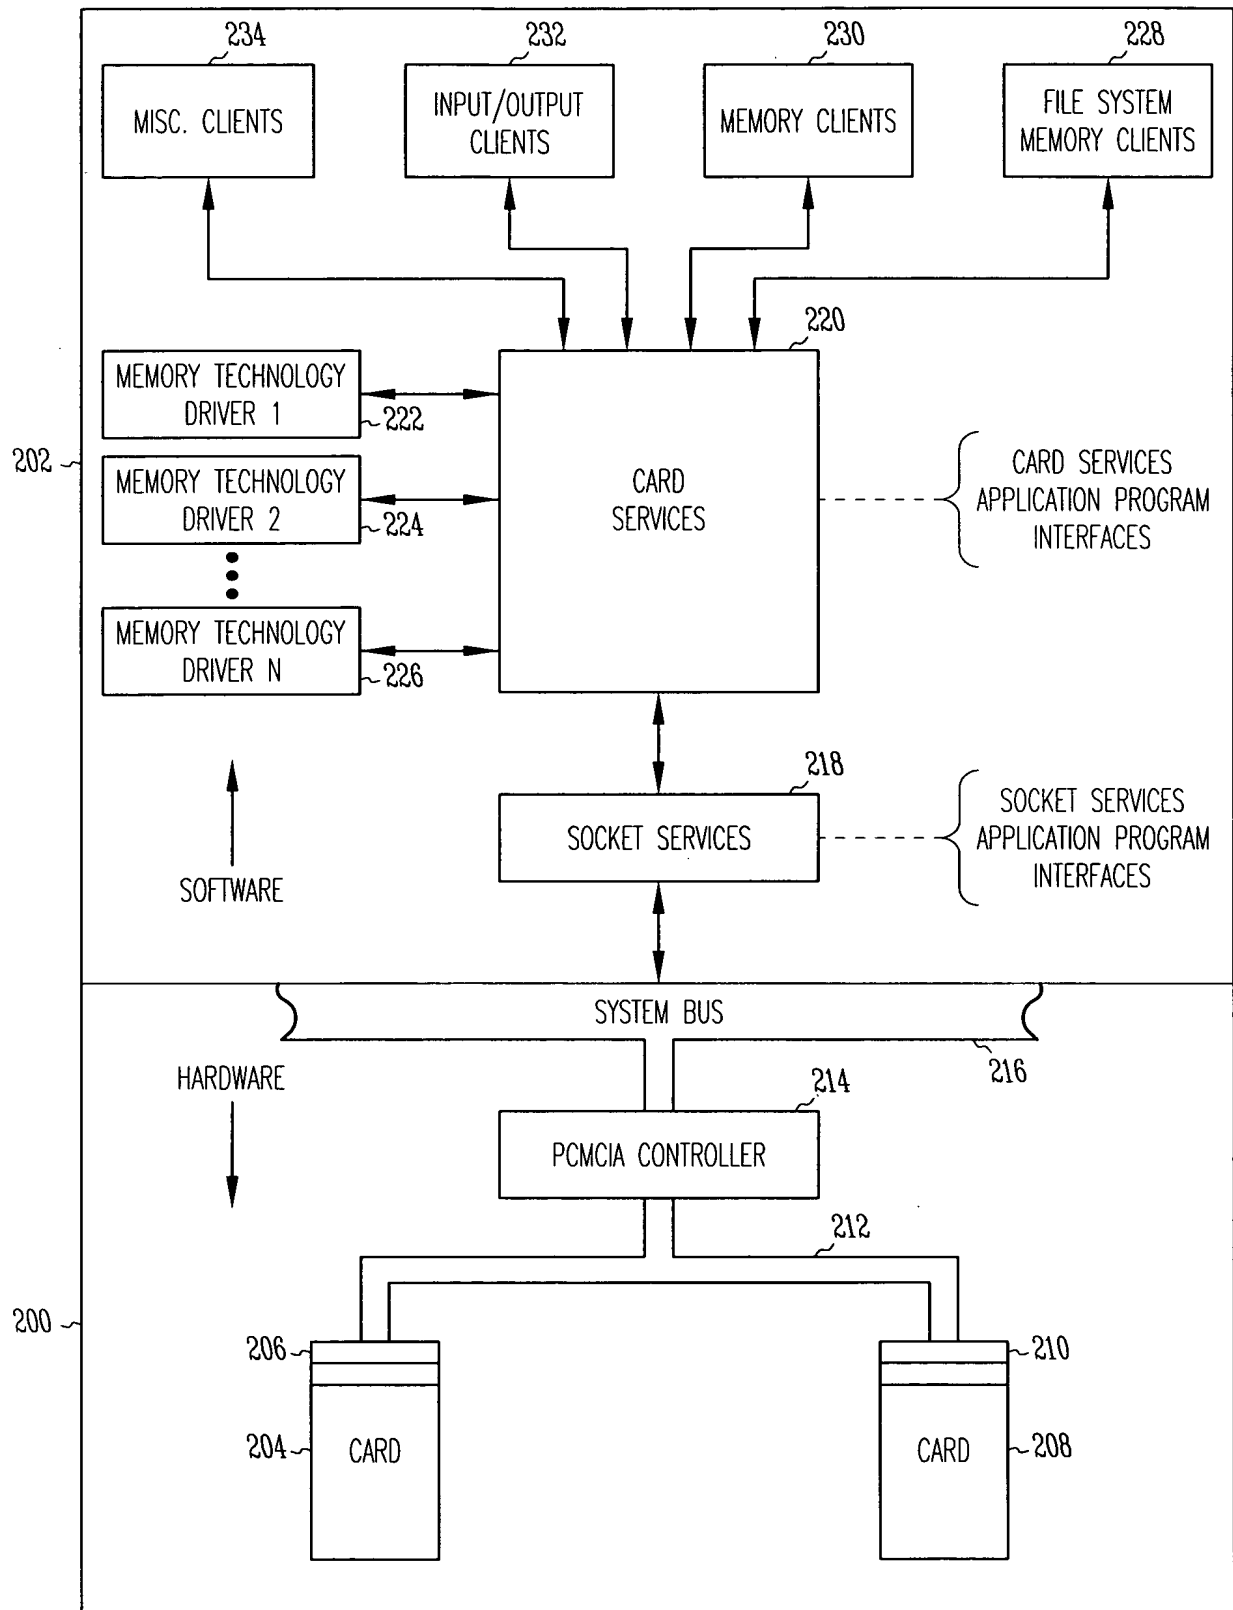 234
232
230
228
MISC. CLIENTS
INPUT/OUTPUT
CLIENTS
MEMORY CLIENTS
FILE SYSTEM
MEMORY CLIENTS
220
MEMORY TECHNOLOGY
DRIVER 1
222
202
MEMORY TECHNOLOGY
DRIVER 2
224
CARD
SERVICES
CARD SERVICES
APPLICATION PROGRAM
INTERFACES
MEMORY TECHNOLOGY
DRIVER N
226
218
SOCKET SERVICES
SOCKET SERVICES
APPLICATION PROGRAM
INTERFACES
SOFTWARE
SYSTEM BUS
216
HARDWARE
214
PCMCIA CONTROLLER
212
200
206
210
204
CARD
CARD
208